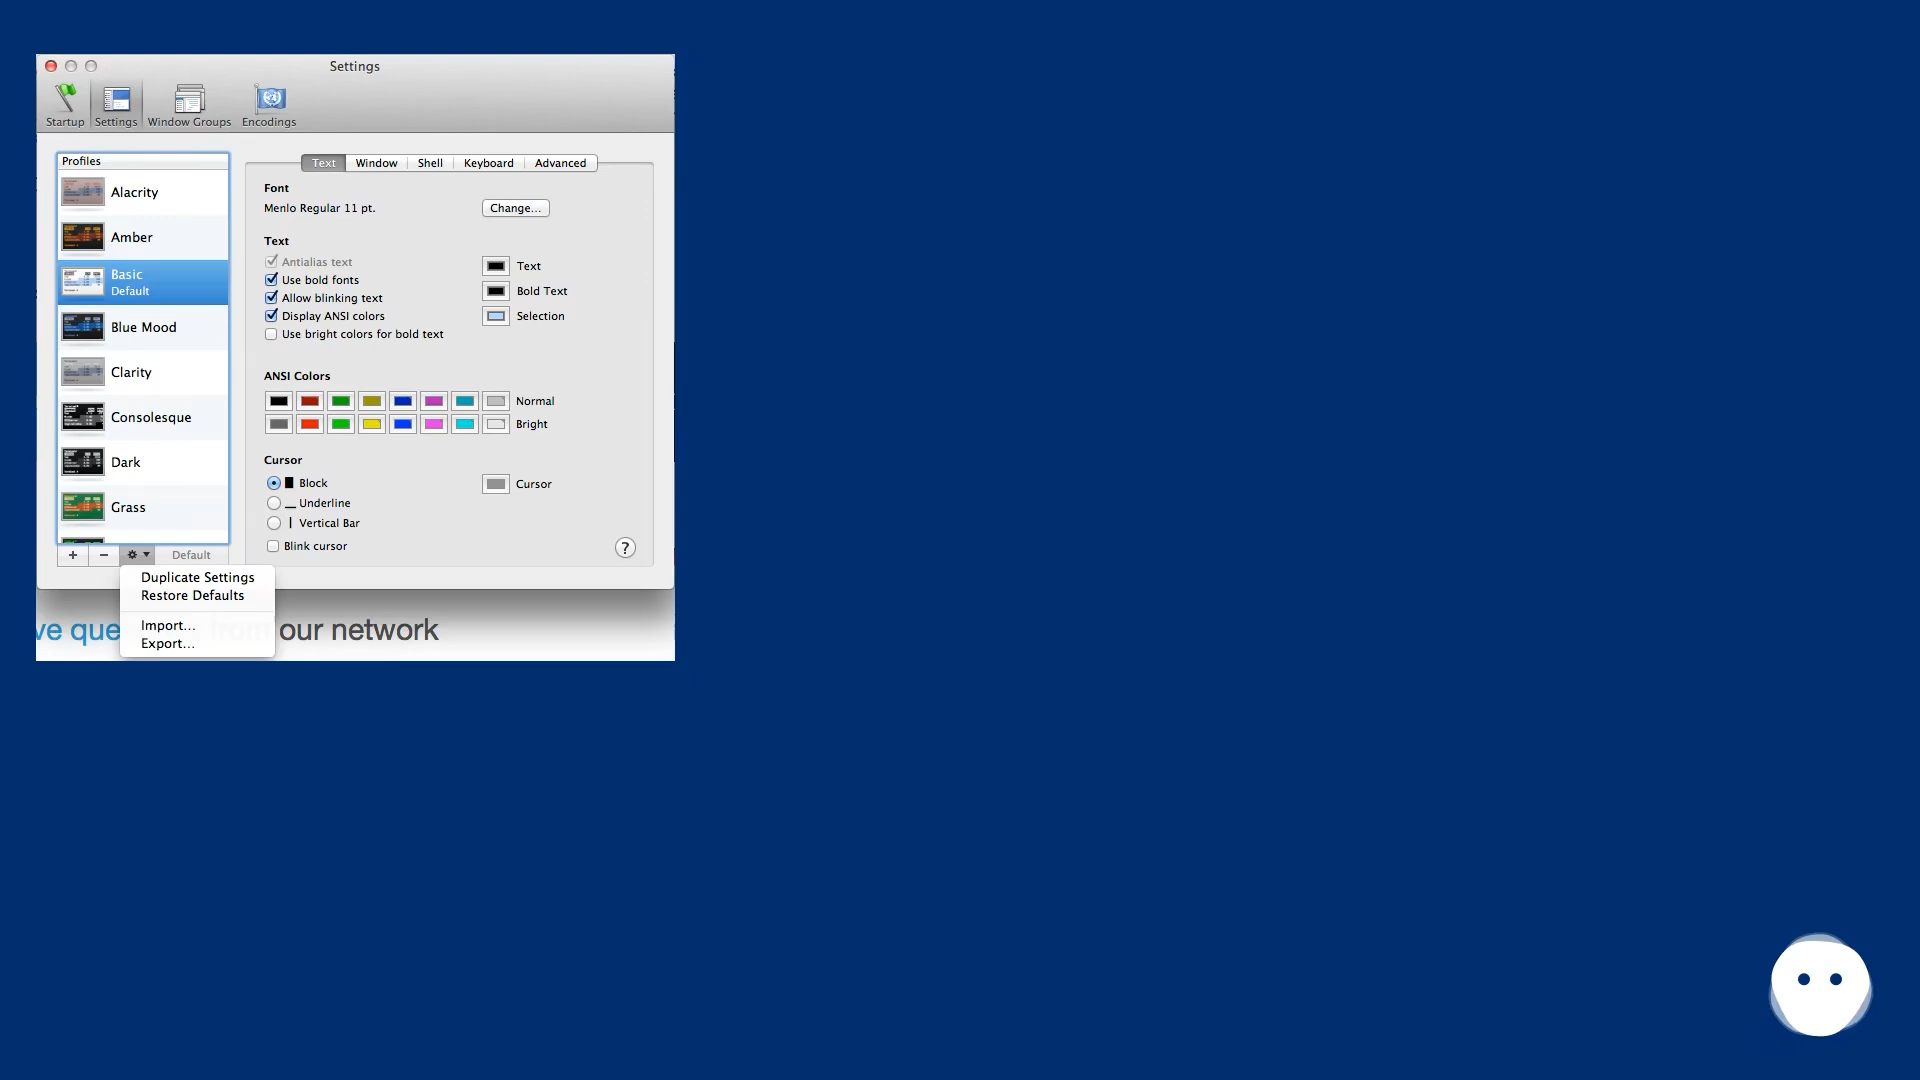 Settings
Startup
Settings
Window Groups
Encodings
Profiles
Alacrity
Amber
Basic
Default
Blue Mood
Clarity
Consolesque
Dark
Grass
+
−
Default
Text
Window
Shell
Keyboard
Advanced
Font
Menlo Regular 11 pt.
Change...
Text
Antialias text
Use bold fonts
Allow blinking text
Display ANSI colors
Use bright colors for bold text
Text
Bold Text
Selection
ANSI Colors
Normal
Bright
Cursor
Block
Underline
Vertical Bar
Blink cursor
Cursor
?
Duplicate Settings
Restore Defaults
Import...
Export...
our network